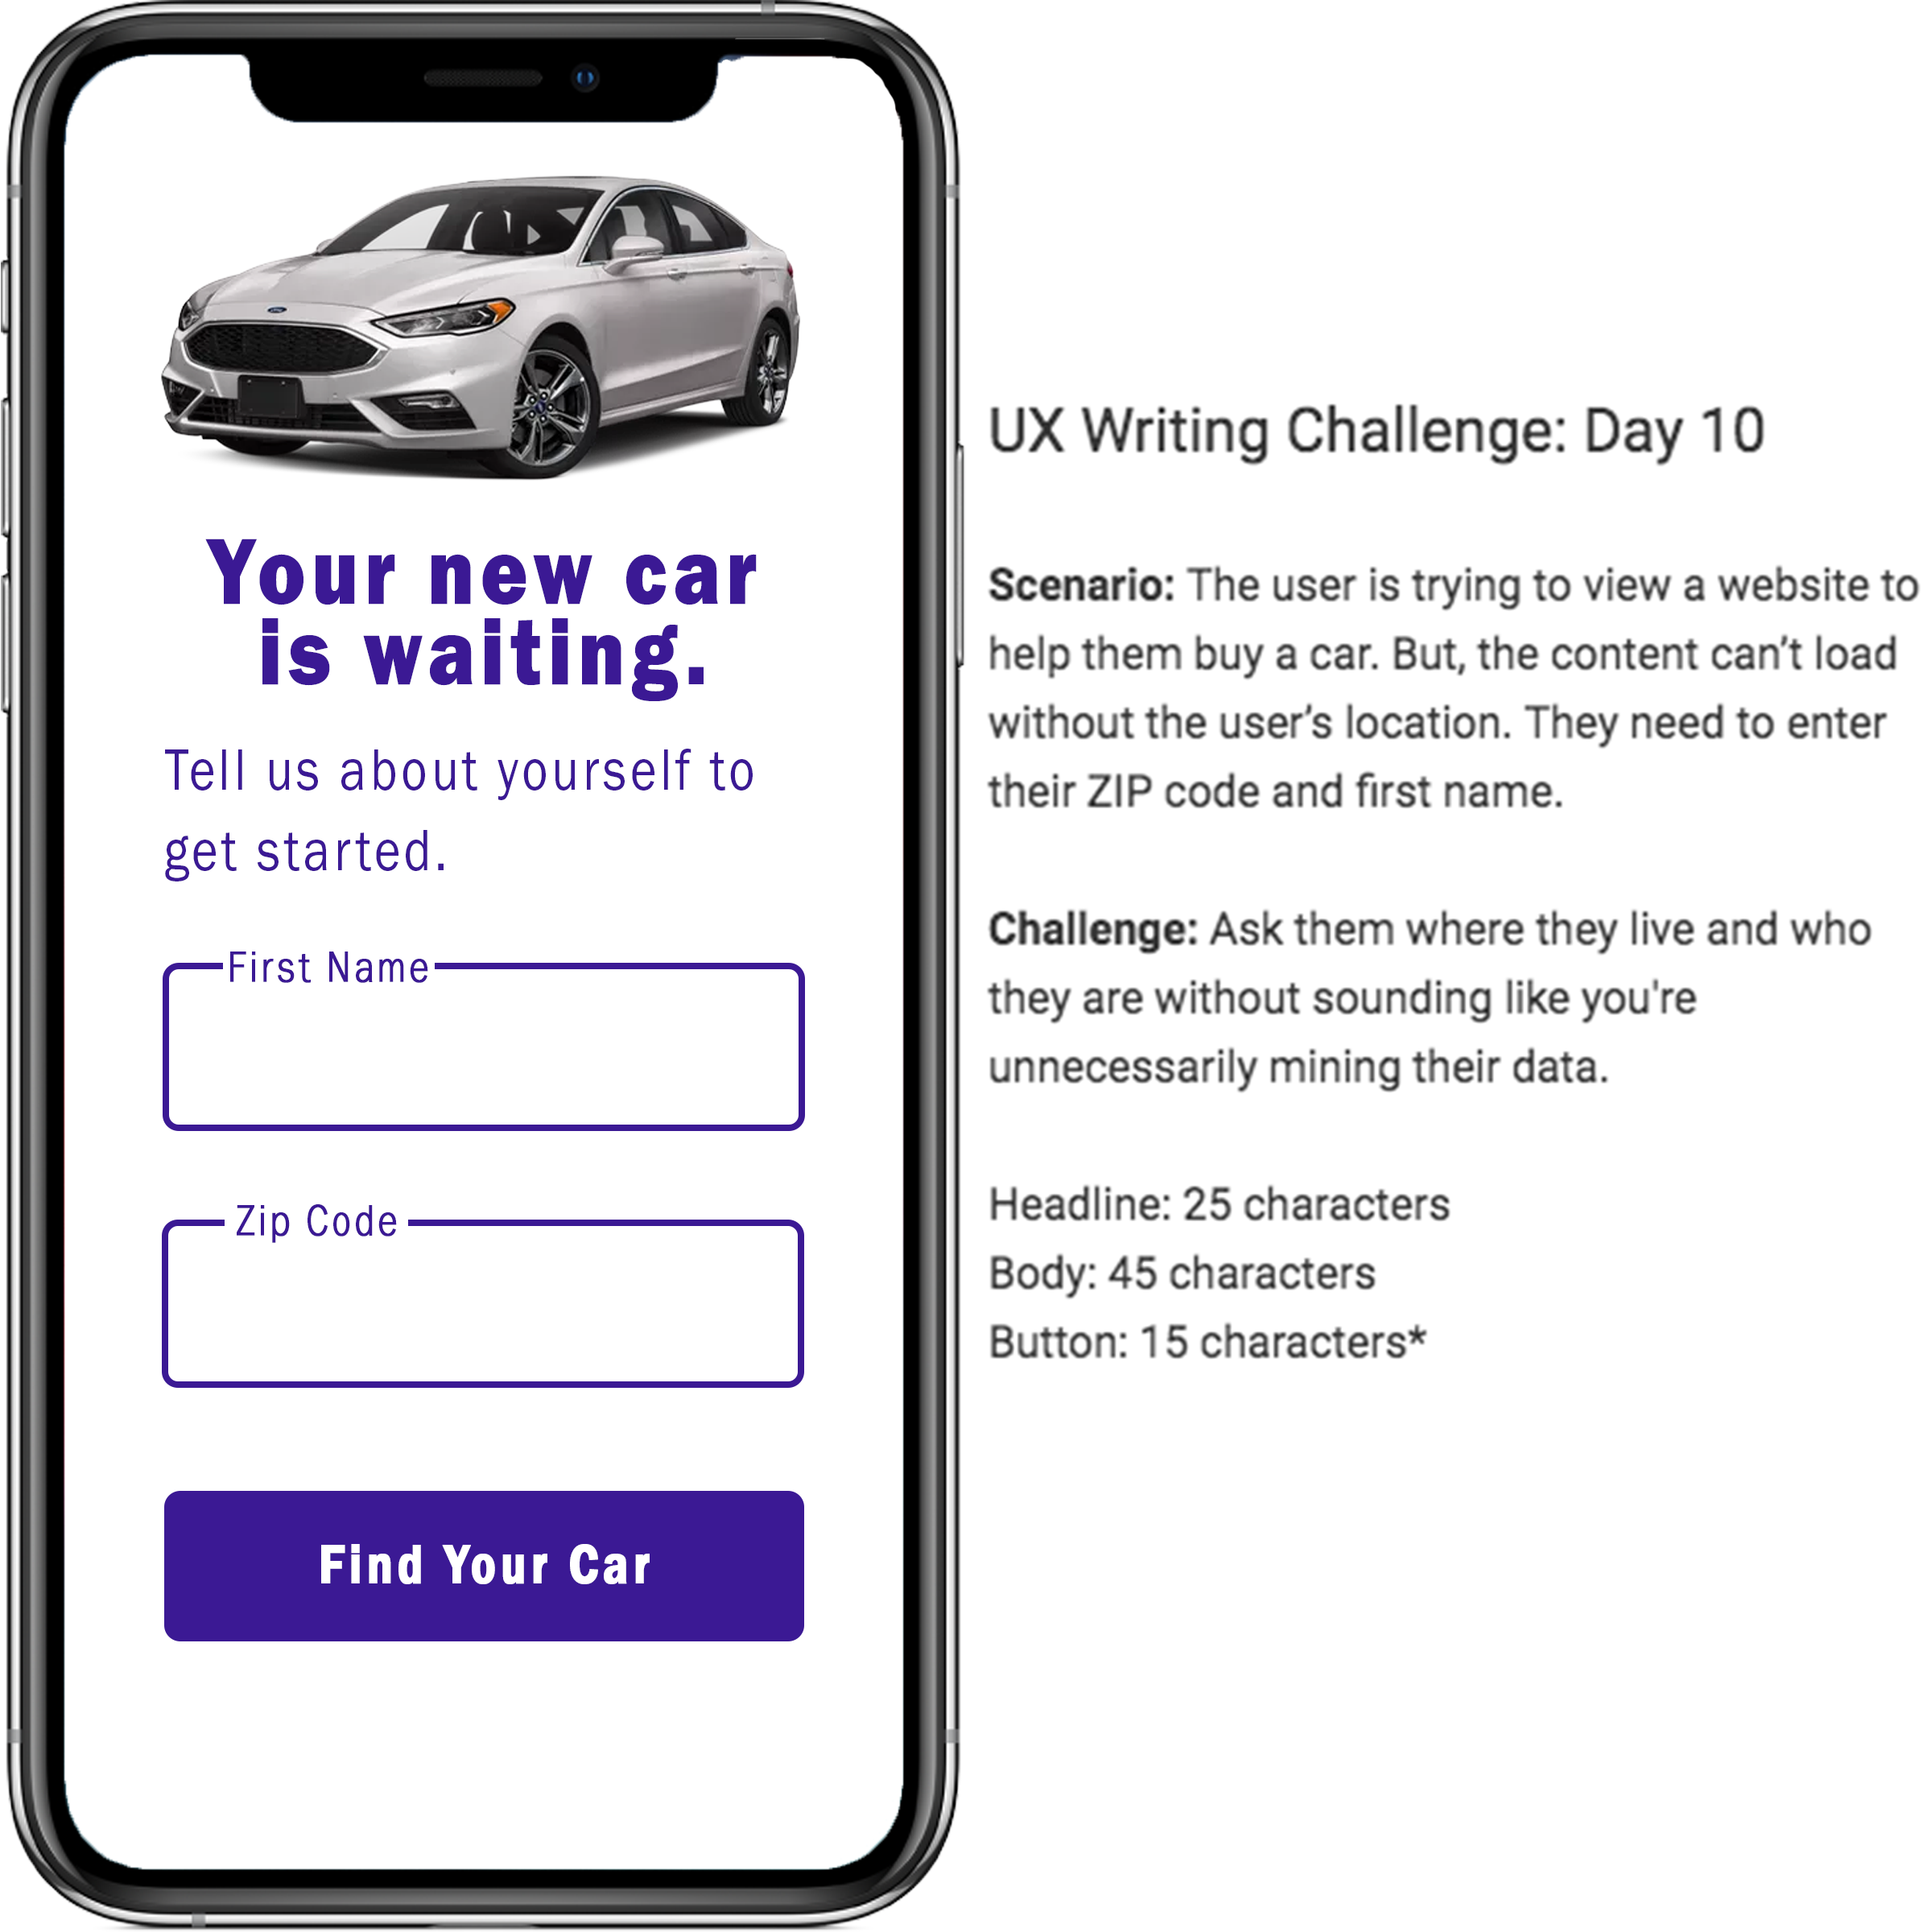 Your new car
is waiting.
Tell us about yourself to
get started.
First Name
Zip Code
Find Your Car
UX Writing Challenge: Day 10
Scenario: The user is trying to view a website to
help them buy a car. But, the content can’t load
without the user’s location. They need to enter
their ZIP code and first name.
Challenge: Ask them where they live and who
they are without sounding like you're
unnecessarily mining their data.
Headline: 25 characters
Body: 45 characters
Button: 15 characters*